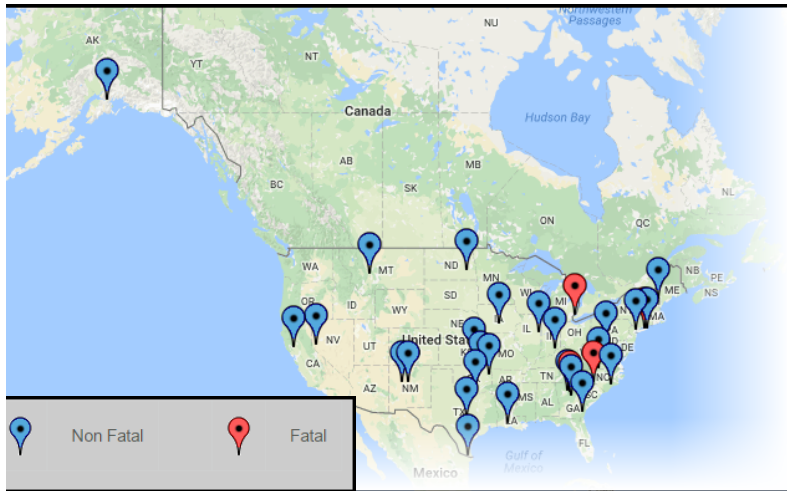 Northwestern
Passages
NU
AK
YT
NT
Canada
Hudson Bay
AB
MB
BC
SK
NL
ON
QC
WA
MT
ND
NB
PE
MN
ME
NS
OR
ID
SD
MI
WY
MA
NE
IL
OH
NV
UT
United Sta
DE
CA
MO
TN
NC
AZ
NM
AR
SC
MS
AL
TX
GA
LA
FL
Gulf of
Mexico
Mexico
Non Fatal
Fatal